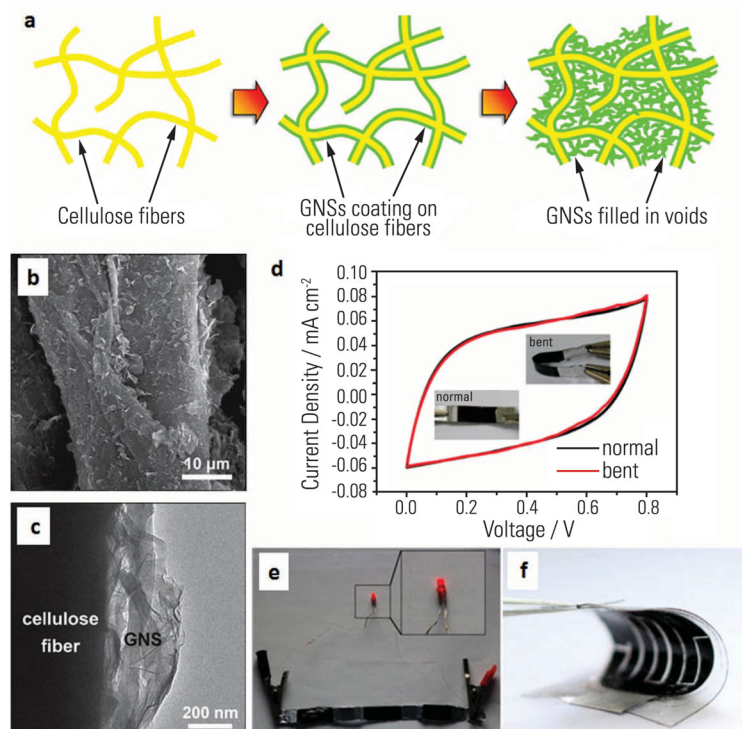 a
Cellulose fibers
GNSs coating on
cellulose fibers
GNSs filled in voids
b
10 µm
c
cellulose
fiber
GNS
200 nm
d
Current Density / mA cm-2
0.10
0.08
0.06
0.04
0.02
0.00
-0.02
-0.04
-0.06
-0.08
bent
normal
normal
bent
0.0 0.2 0.4 0.6 0.8
Voltage / V
e
f